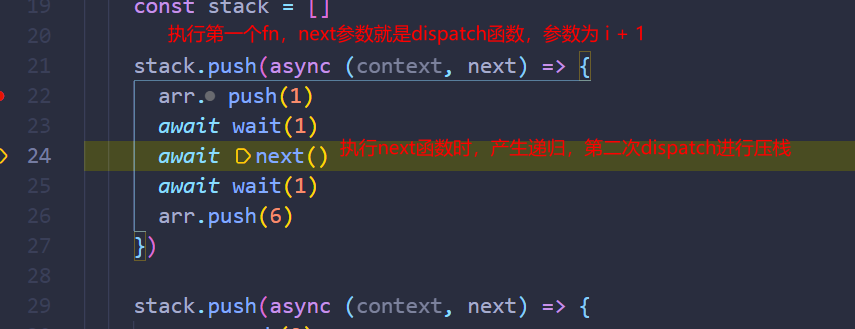 19 const stack = []
20 执行第一个fn，next参数就是dispatch函数，参数为 i + 1
21 stack.push(async (context, next) => {
22 arr. push(1)
23 await wait(1)
24 await next() 执行next函数时，产生递归，第二次dispatch进行压栈
25 await wait(1)
26 arr.push(6)
27 })
28
29 stack.push(async (context, next) => {